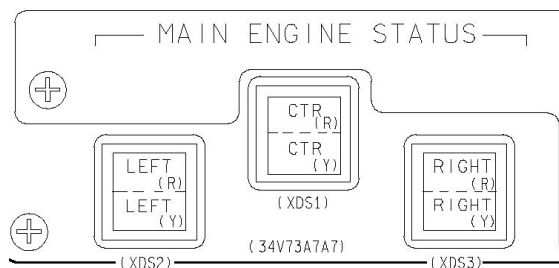 MAIN ENGINE STATUS
CTR
(R)
CTR
(Y)
(XDS1)
LEFT
(R)
LEFT
(Y)
(XDS2)
RIGHT
(R)
RIGHT
(Y)
(XDS3)
(34V73A7A7)